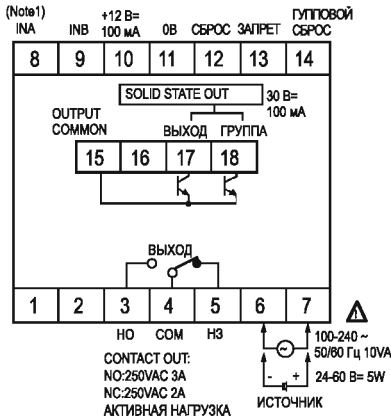 (Note1)
INA INB +12 В= 100 мА 0В СБРОС ЗАПРЕТ ГУППОВОЙ СБРОС
8 9 10 11 12 13 14
SOLID STATE OUT
30 В=
100 мА
OUTPUT
COMMON
ВЫХОД ГРУППА
15 16 17 18
ВЫХОД
1 2 3 4 5 6 7
НО COM НЗ
100-240 ~
50/60 Гц 10VA
- +
24-60 В= 5W
ИСТОЧНИК
CONTACT OUT:
NO:250VAC 3A
NC:250VAC 2A
АКТИВНАЯ НАГРУЗКА